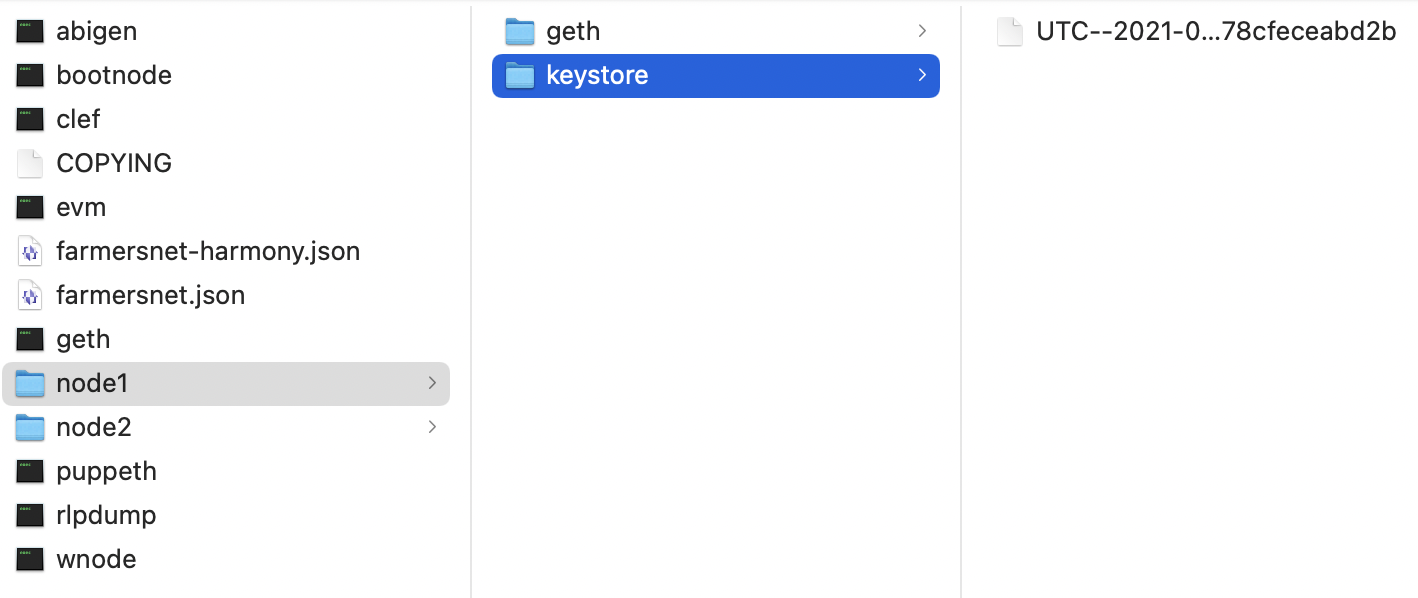 abigen
bootnode
clef
COPYING
evm
farmersnet-harmony.json
farmersnet.json
geth
node1
node2
puppeth
rlpdump
wnode
geth
keystore
UTC--2021-0...78cfeceabd2b